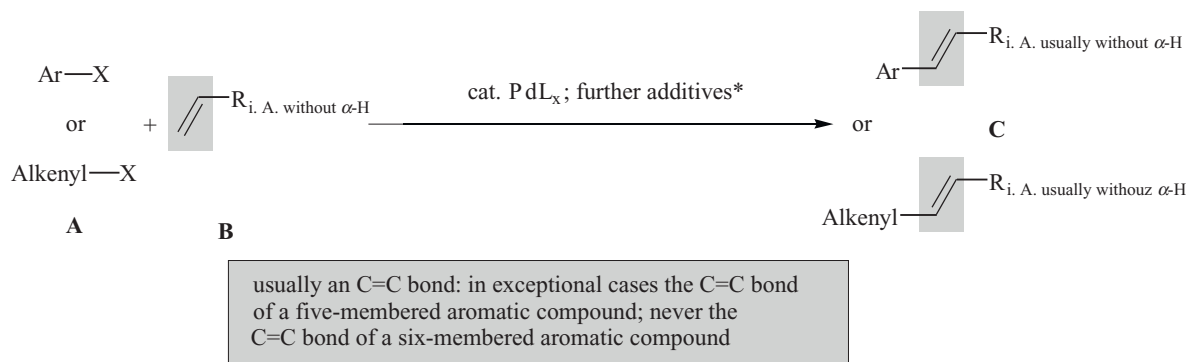 Ar—X
or
Alkenyl—X
A
+
R i. A. without α-H
B
cat. PdLx; further additives*
Ar
R i. A. usually without α-H
or
C
Alkenyl
R i. A. usually withouz α-H
usually an C=C bond: in exceptional cases the C=C bond
of a five-membered aromatic compound; never the
C=C bond of a six-membered aromatic compound